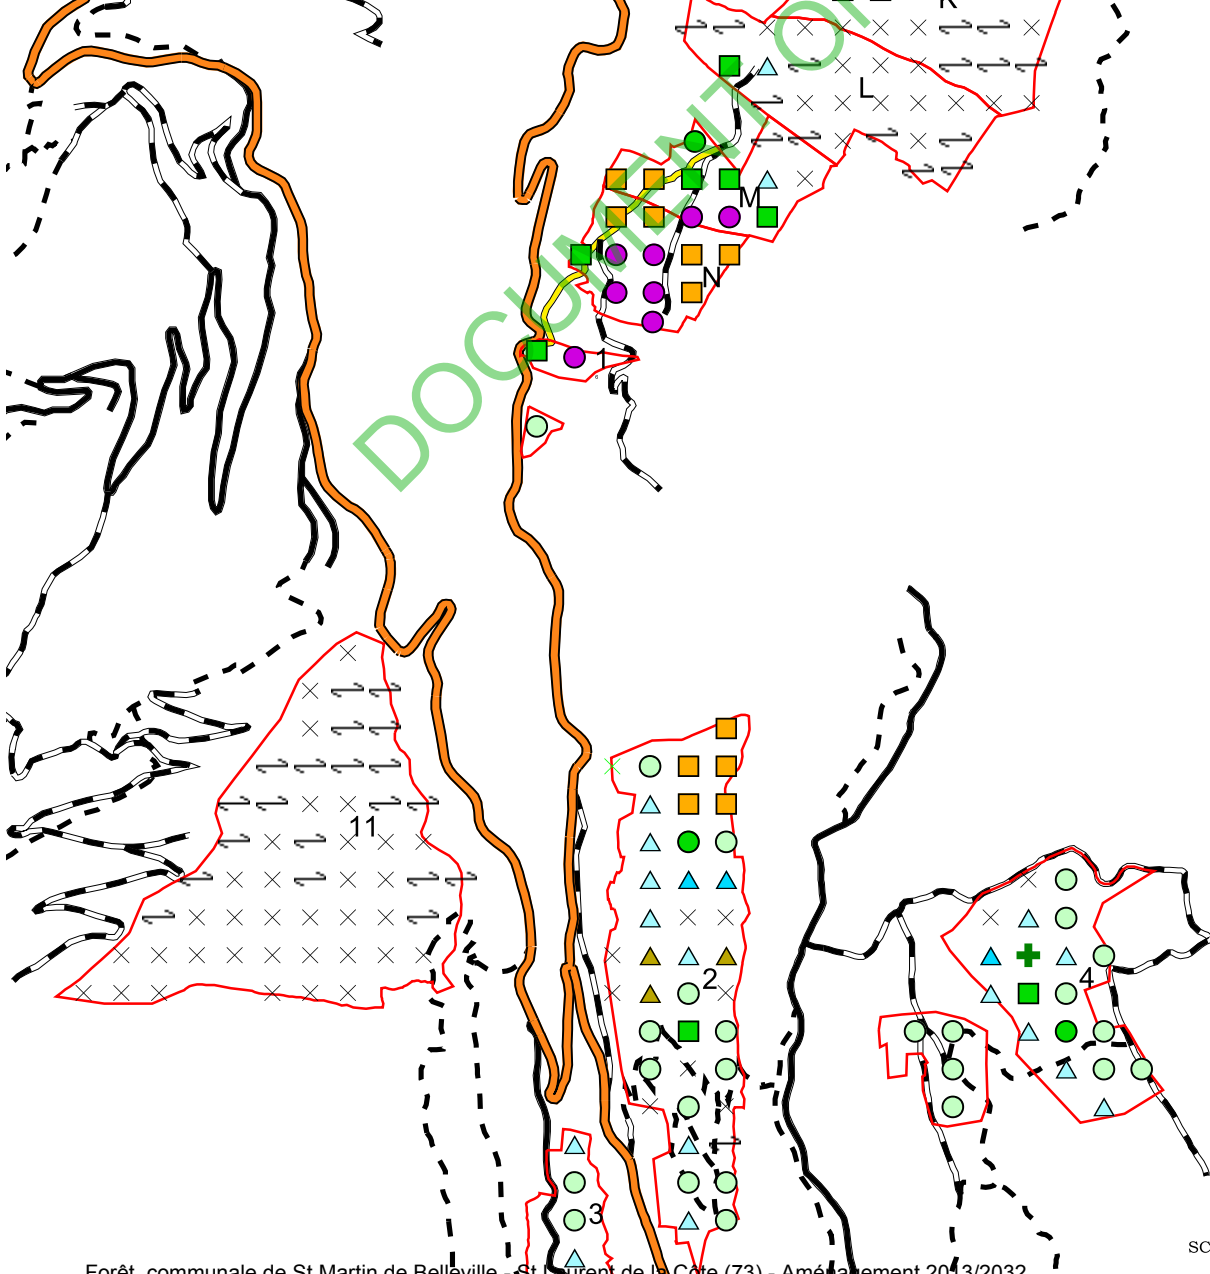 K
L
M
N
DOCUMENT O
1
11
2
4
3
SC
Forêt communale de St Martin de Belleville - St Laurent de la Côte (73) - Aménagement 2013/2032